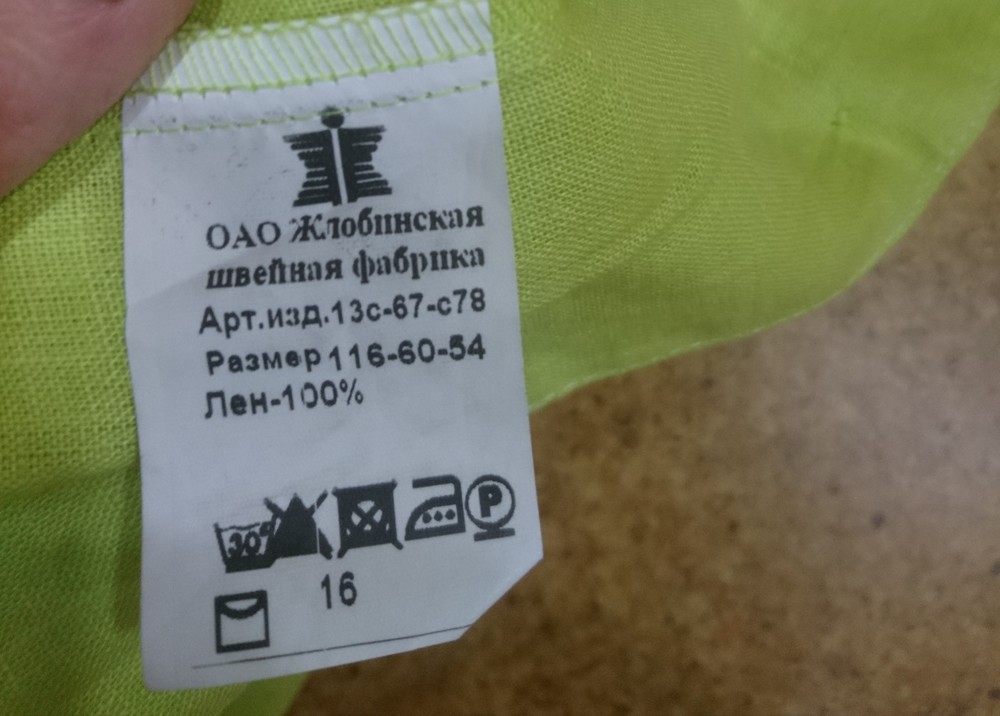 ОАО Жлобинская
швейная фабрика
Арт.изд.13с-67-с78
Размер 116-60-54
Лен-100%
30° P
16